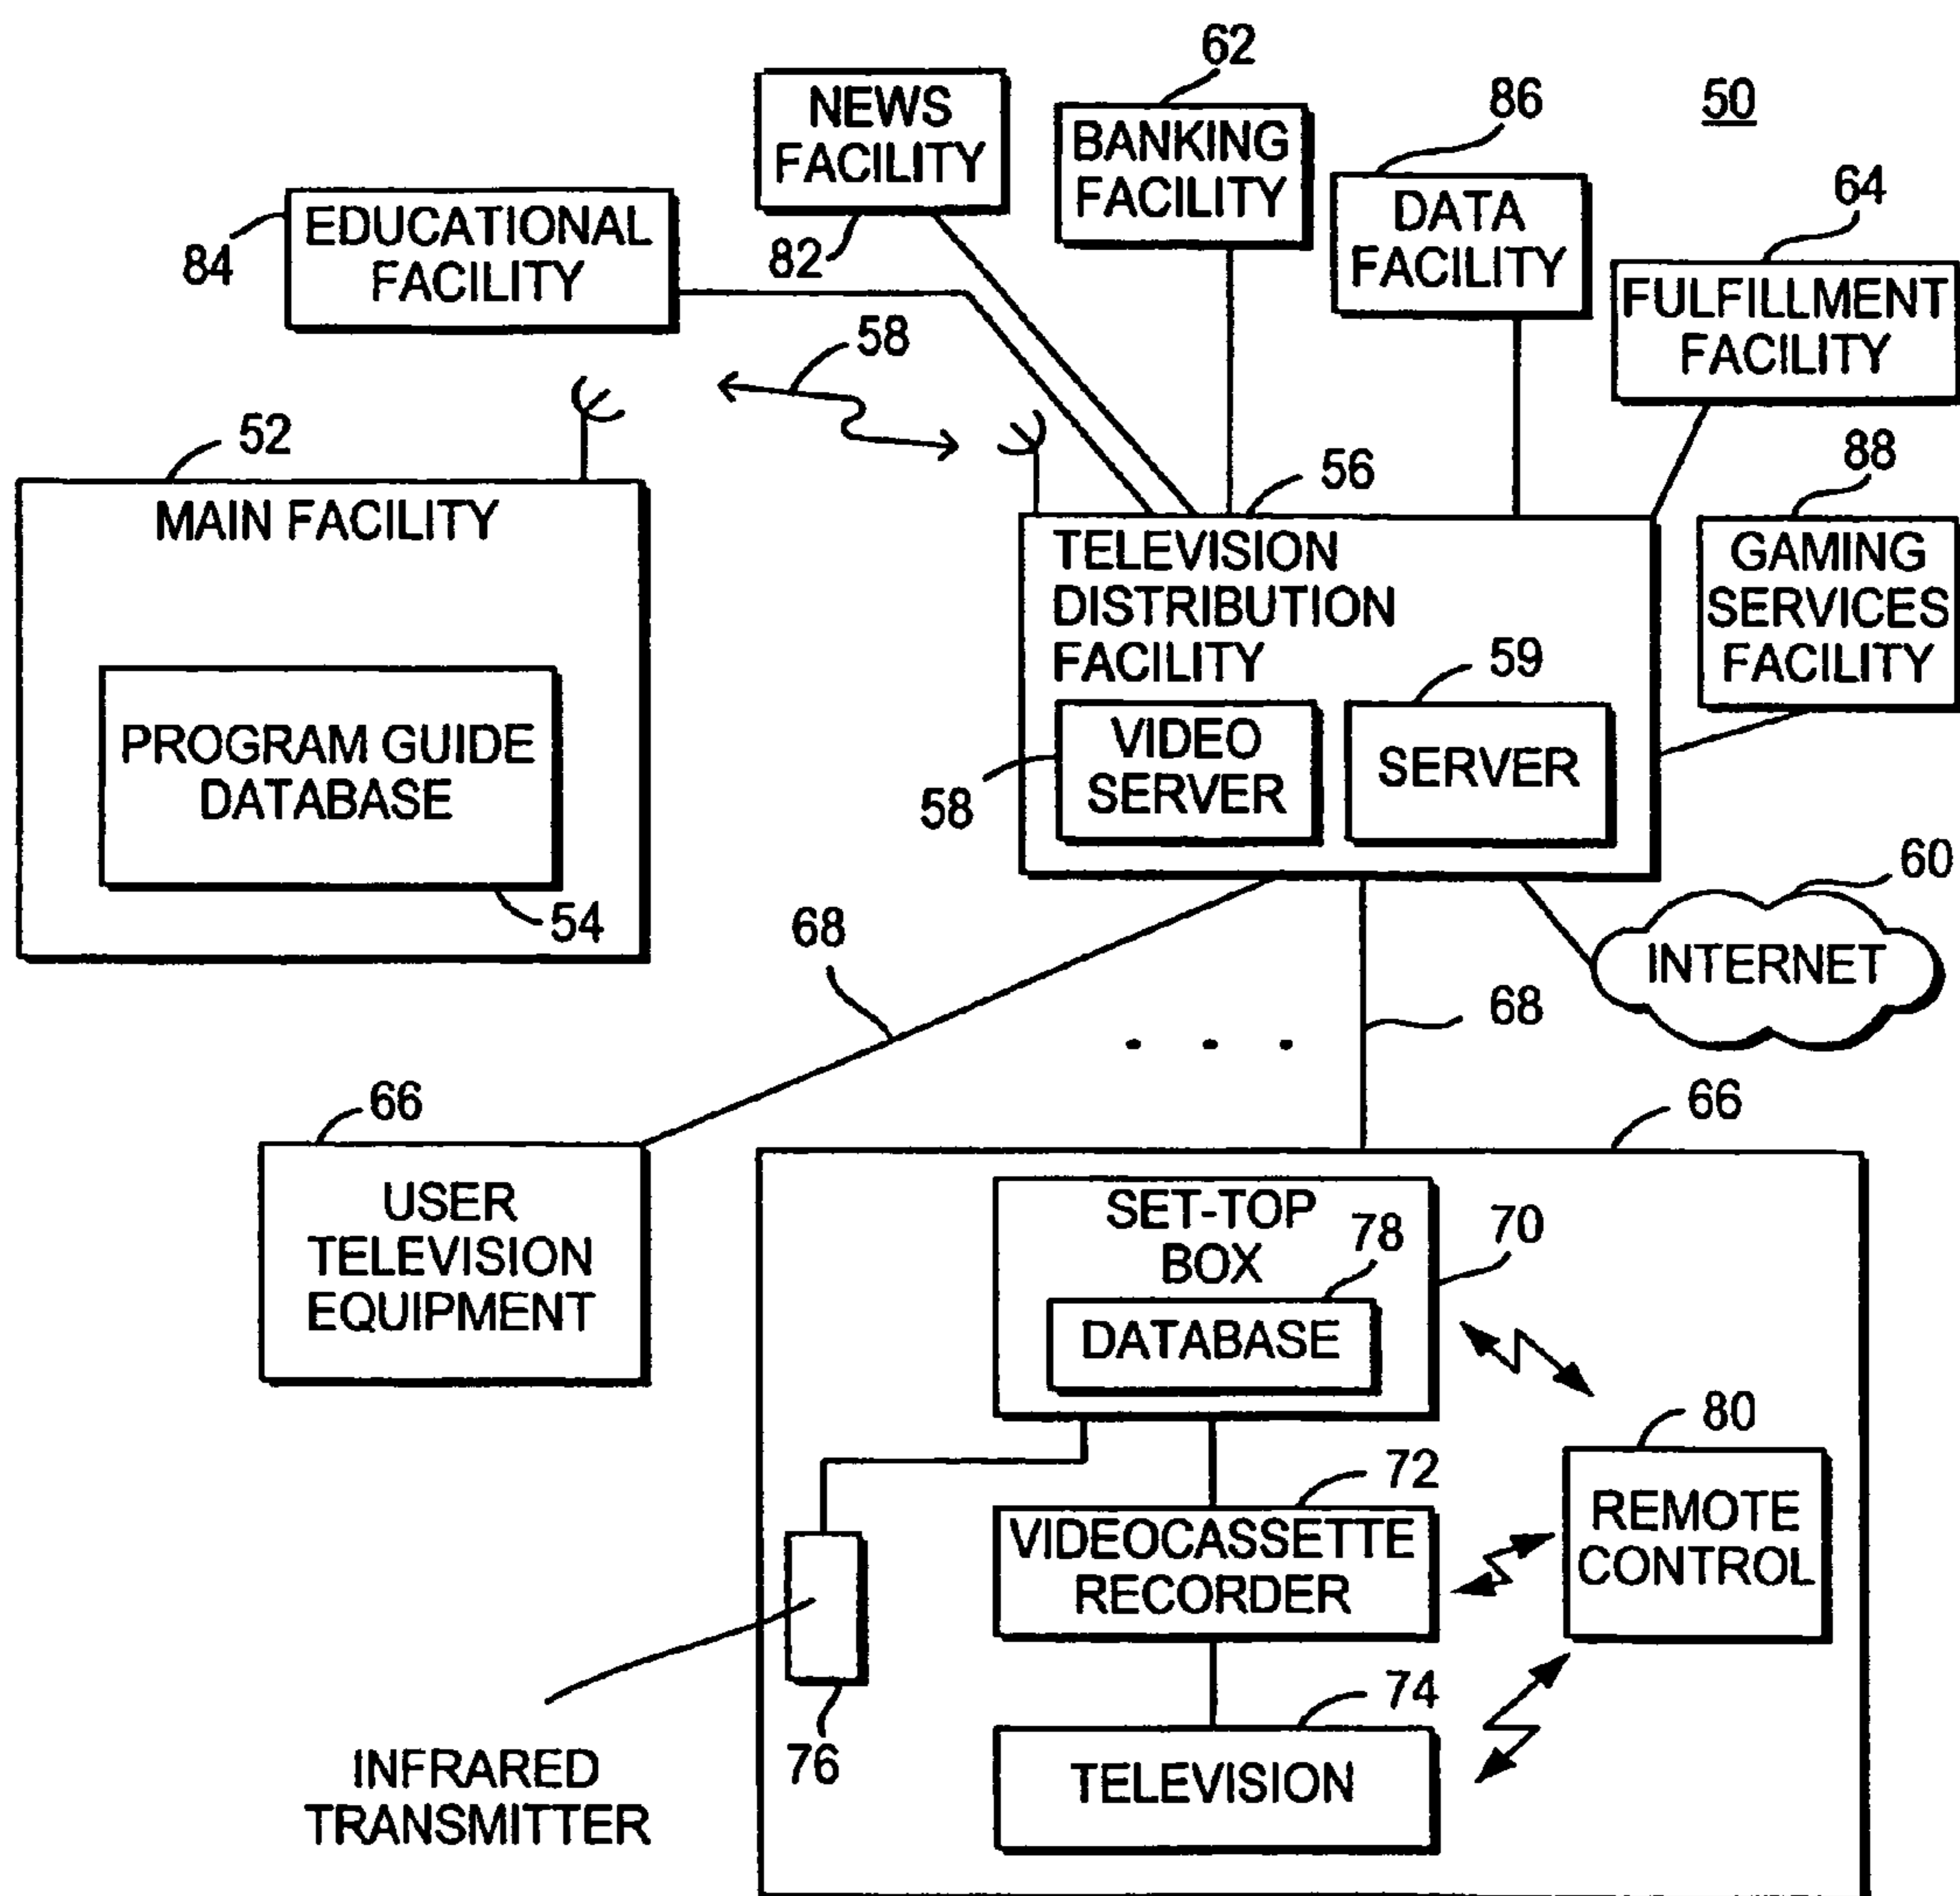 62
NEWS
FACILITY
82
BANKING
FACILITY
86
50
DATA
FACILITY
64
EDUCATIONAL
FACILITY
84
FULFILLMENT
FACILITY
58
52
MAIN FACILITY
PROGRAM GUIDE
DATABASE
54
56
TELEVISION
DISTRIBUTION
FACILITY
59
VIDEO
SERVER
58
SERVER
88
GAMING
SERVICES
FACILITY
60
INTERNET
68
68
. . .
66
USER
TELEVISION
EQUIPMENT
66
SET-TOP
BOX
78
70
DATABASE
80
REMOTE
CONTROL
72
VIDEOCASSETTE
RECORDER
74
TELEVISION
76
INFRARED
TRANSMITTER